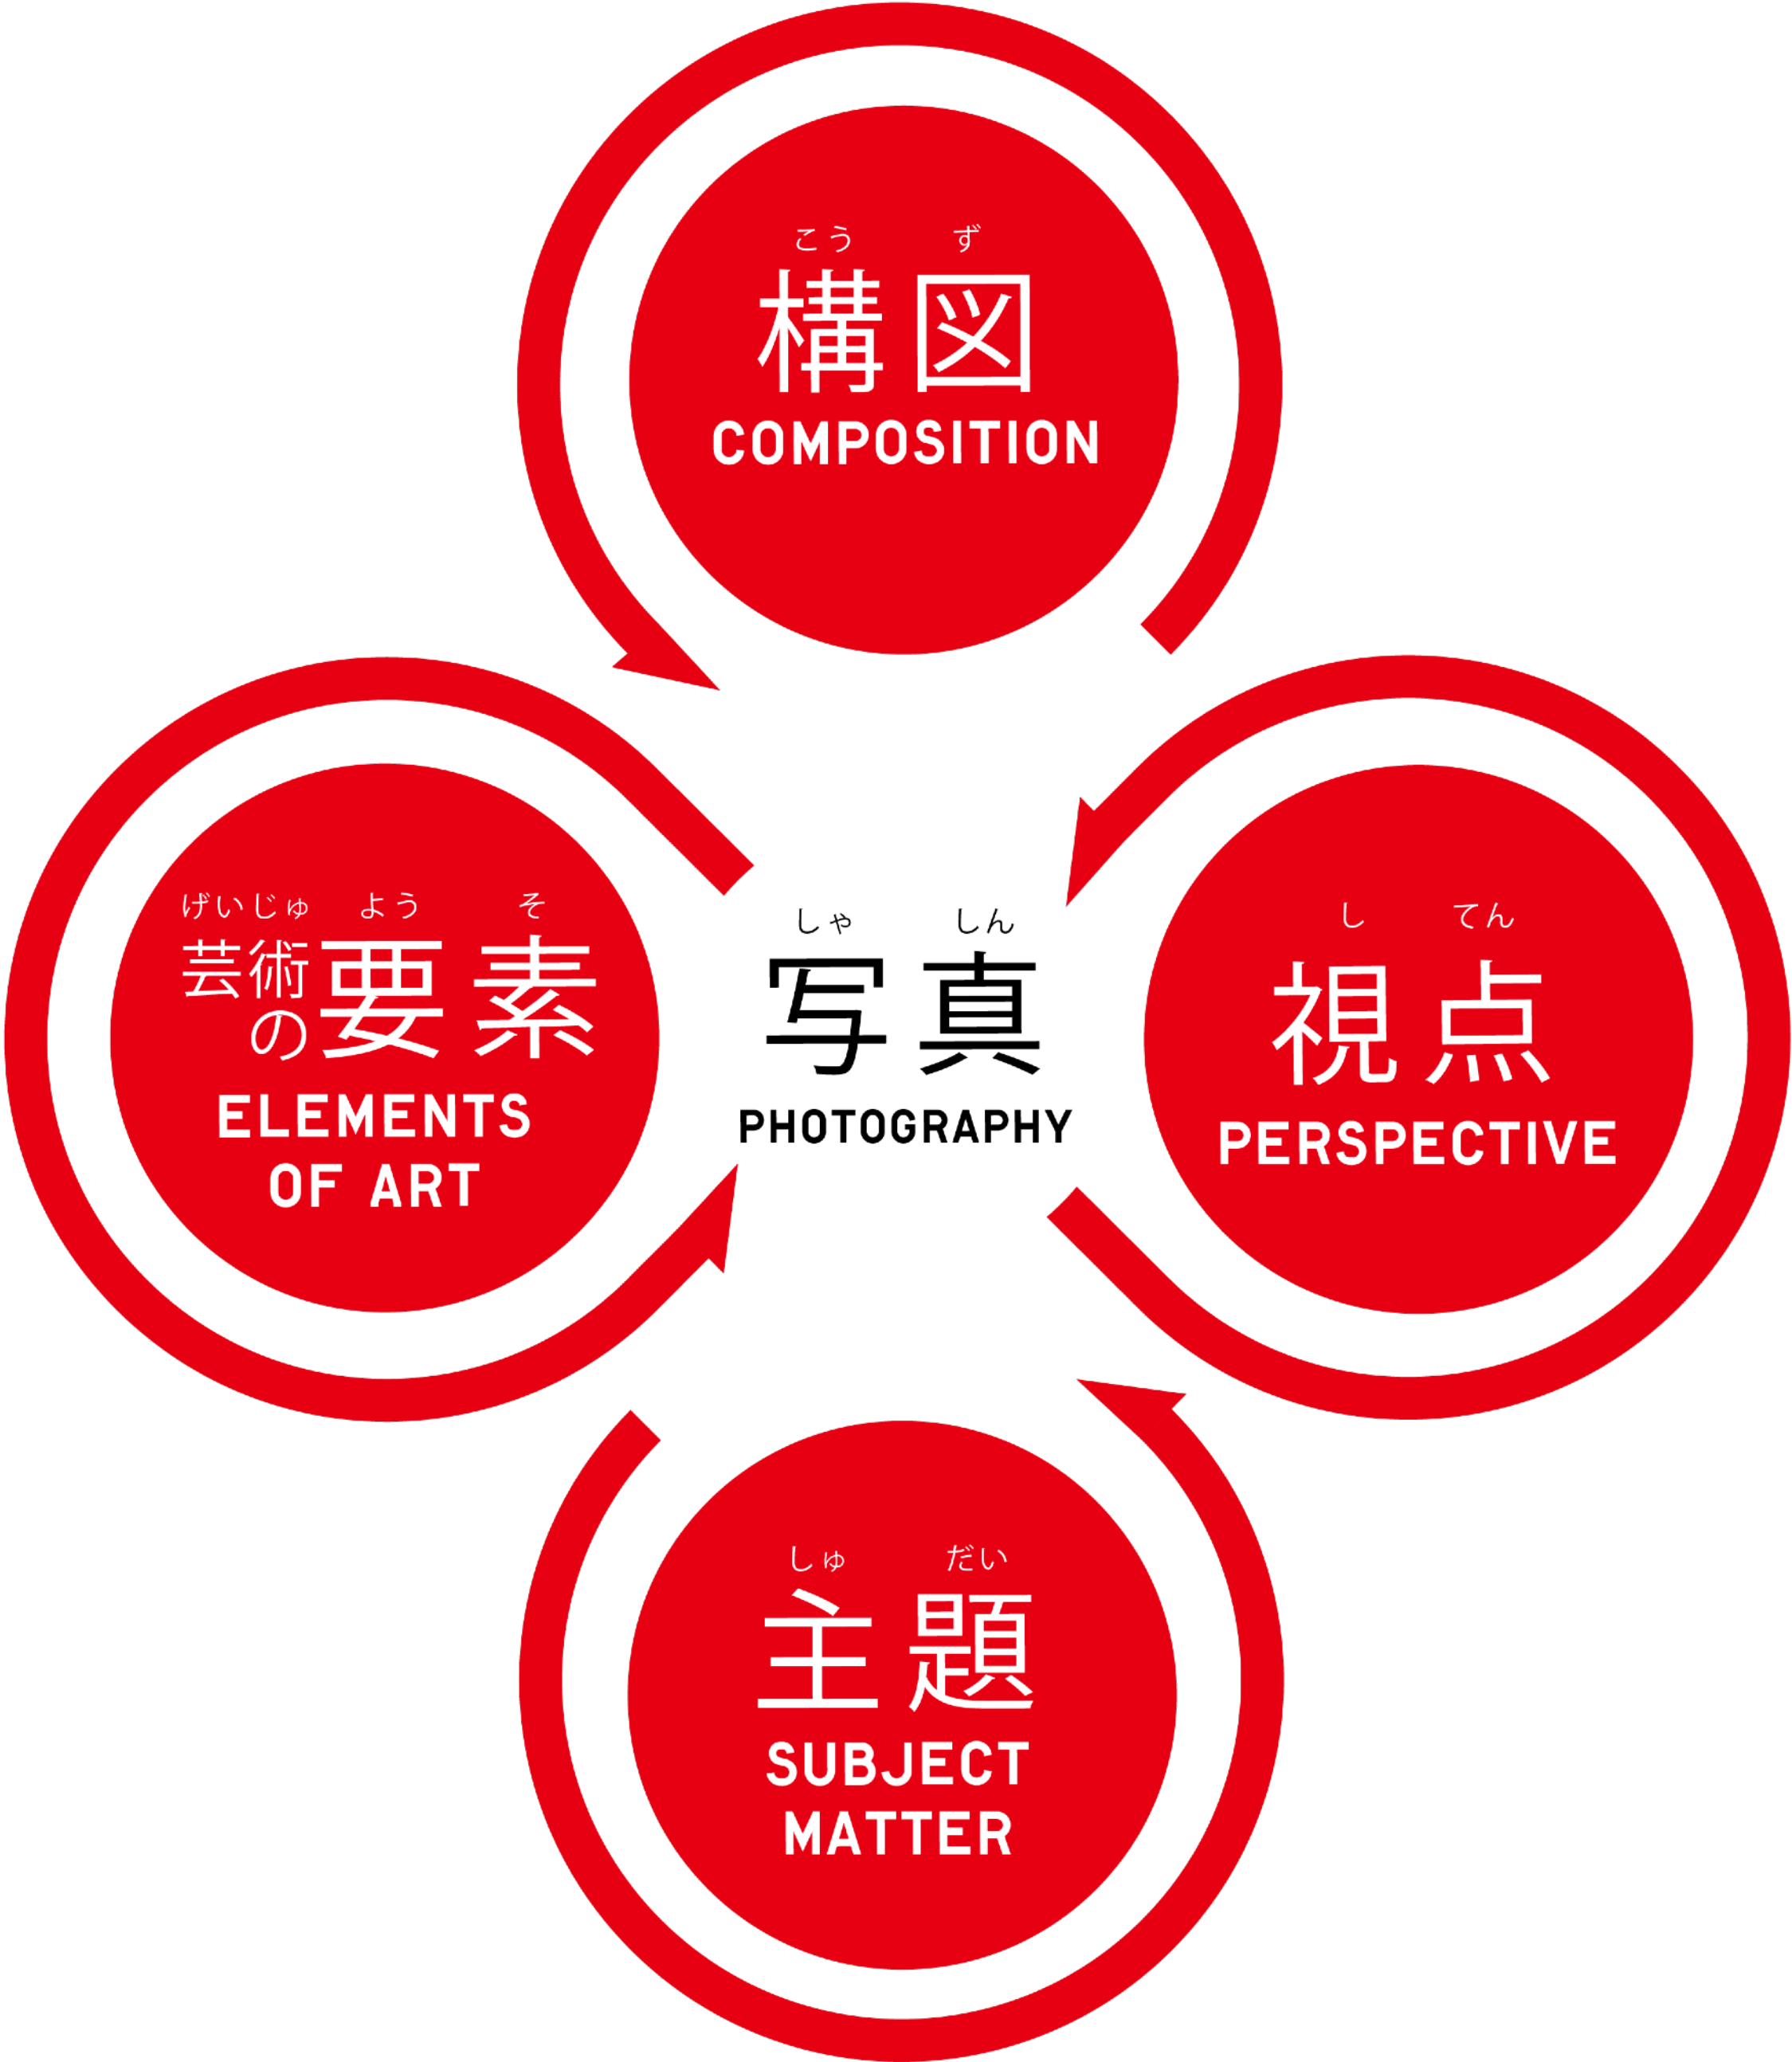 こう ず
構図
COMPOSITION
げいじゅ よう そ
芸術
の要素
ELEMENTS
OF ART
しゃ しん
写真
PHOTOGRAPHY
し てん
視点
PERSPECTIVE
しゅ だい
主題
SUBJECT
MATTER